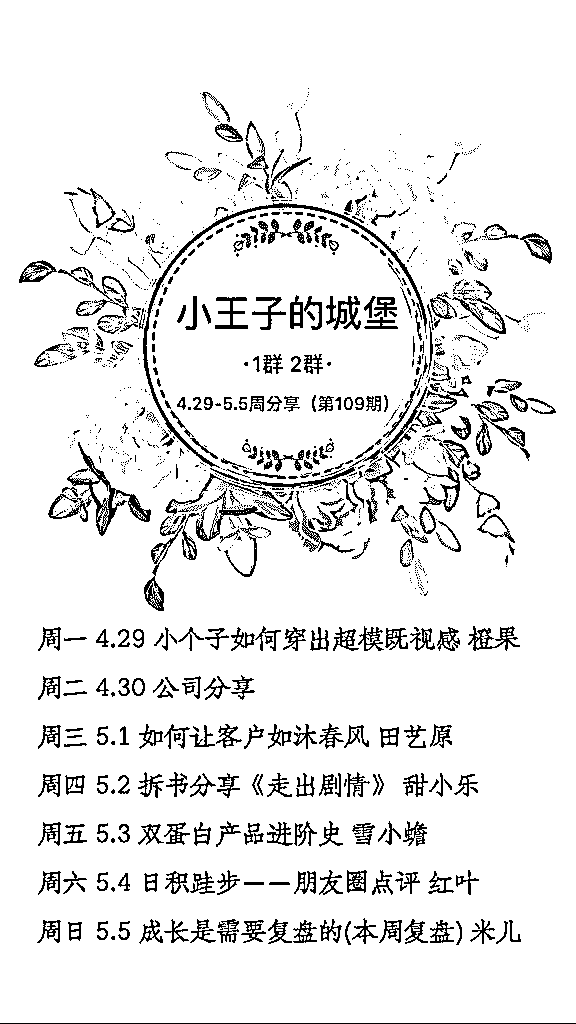 小王子的城堡
·1群 2群·
4.29-5.5周分享（第109期）
周一 4.29 小个子如何穿出超模既视感 橙果
周二 4.30 公司分享
周三 5.1 如何让客户如沐春风 田艺原
周四 5.2 拆书分享《走出剧情》 甜小乐
周五 5.3 双蛋白产品进阶史 雪小蟾
周六 5.4 日积跬步——朋友圈点评 红叶
周日 5.5 成长是需要复盘的(本周复盘) 米儿